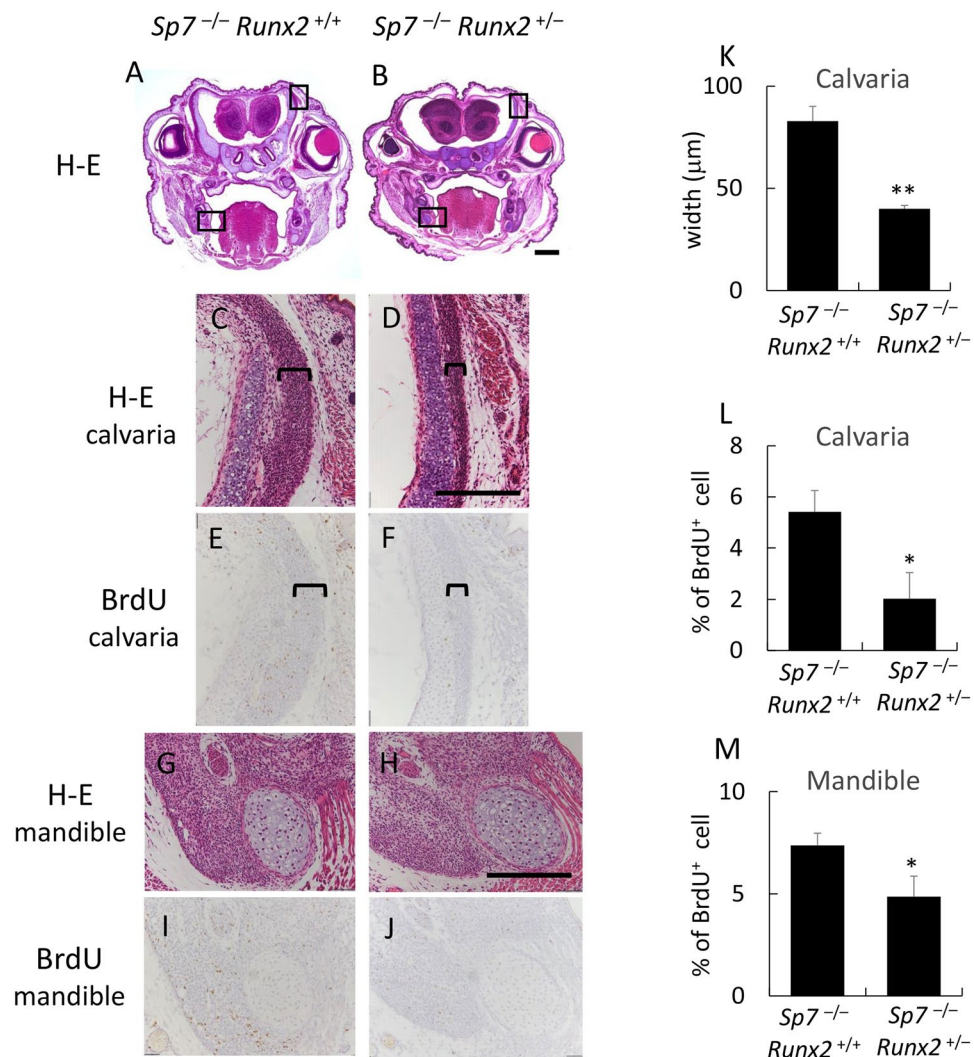 Sp7 –/– Runx2 +/+
Sp7 –/– Runx2 +/–
A
B
H-E
C
D
H-E
calvaria
E
F
BrdU
calvaria
G
H
H-E
mandible
I
J
BrdU
mandible
K
Calvaria
100
50
0
width (μm)
**
Sp7 –/–
Runx2 +/+
Sp7 –/–
Runx2 +/–
L
Calvaria
8
6
4
2
0
% of BrdU+ cell
*
Sp7 –/–
Runx2 +/+
Sp7 –/–
Runx2 +/–
M
Mandible
10
5
0
% of BrdU+ cell
*
Sp7 –/–
Runx2 +/+
Sp7 –/–
Runx2 +/–